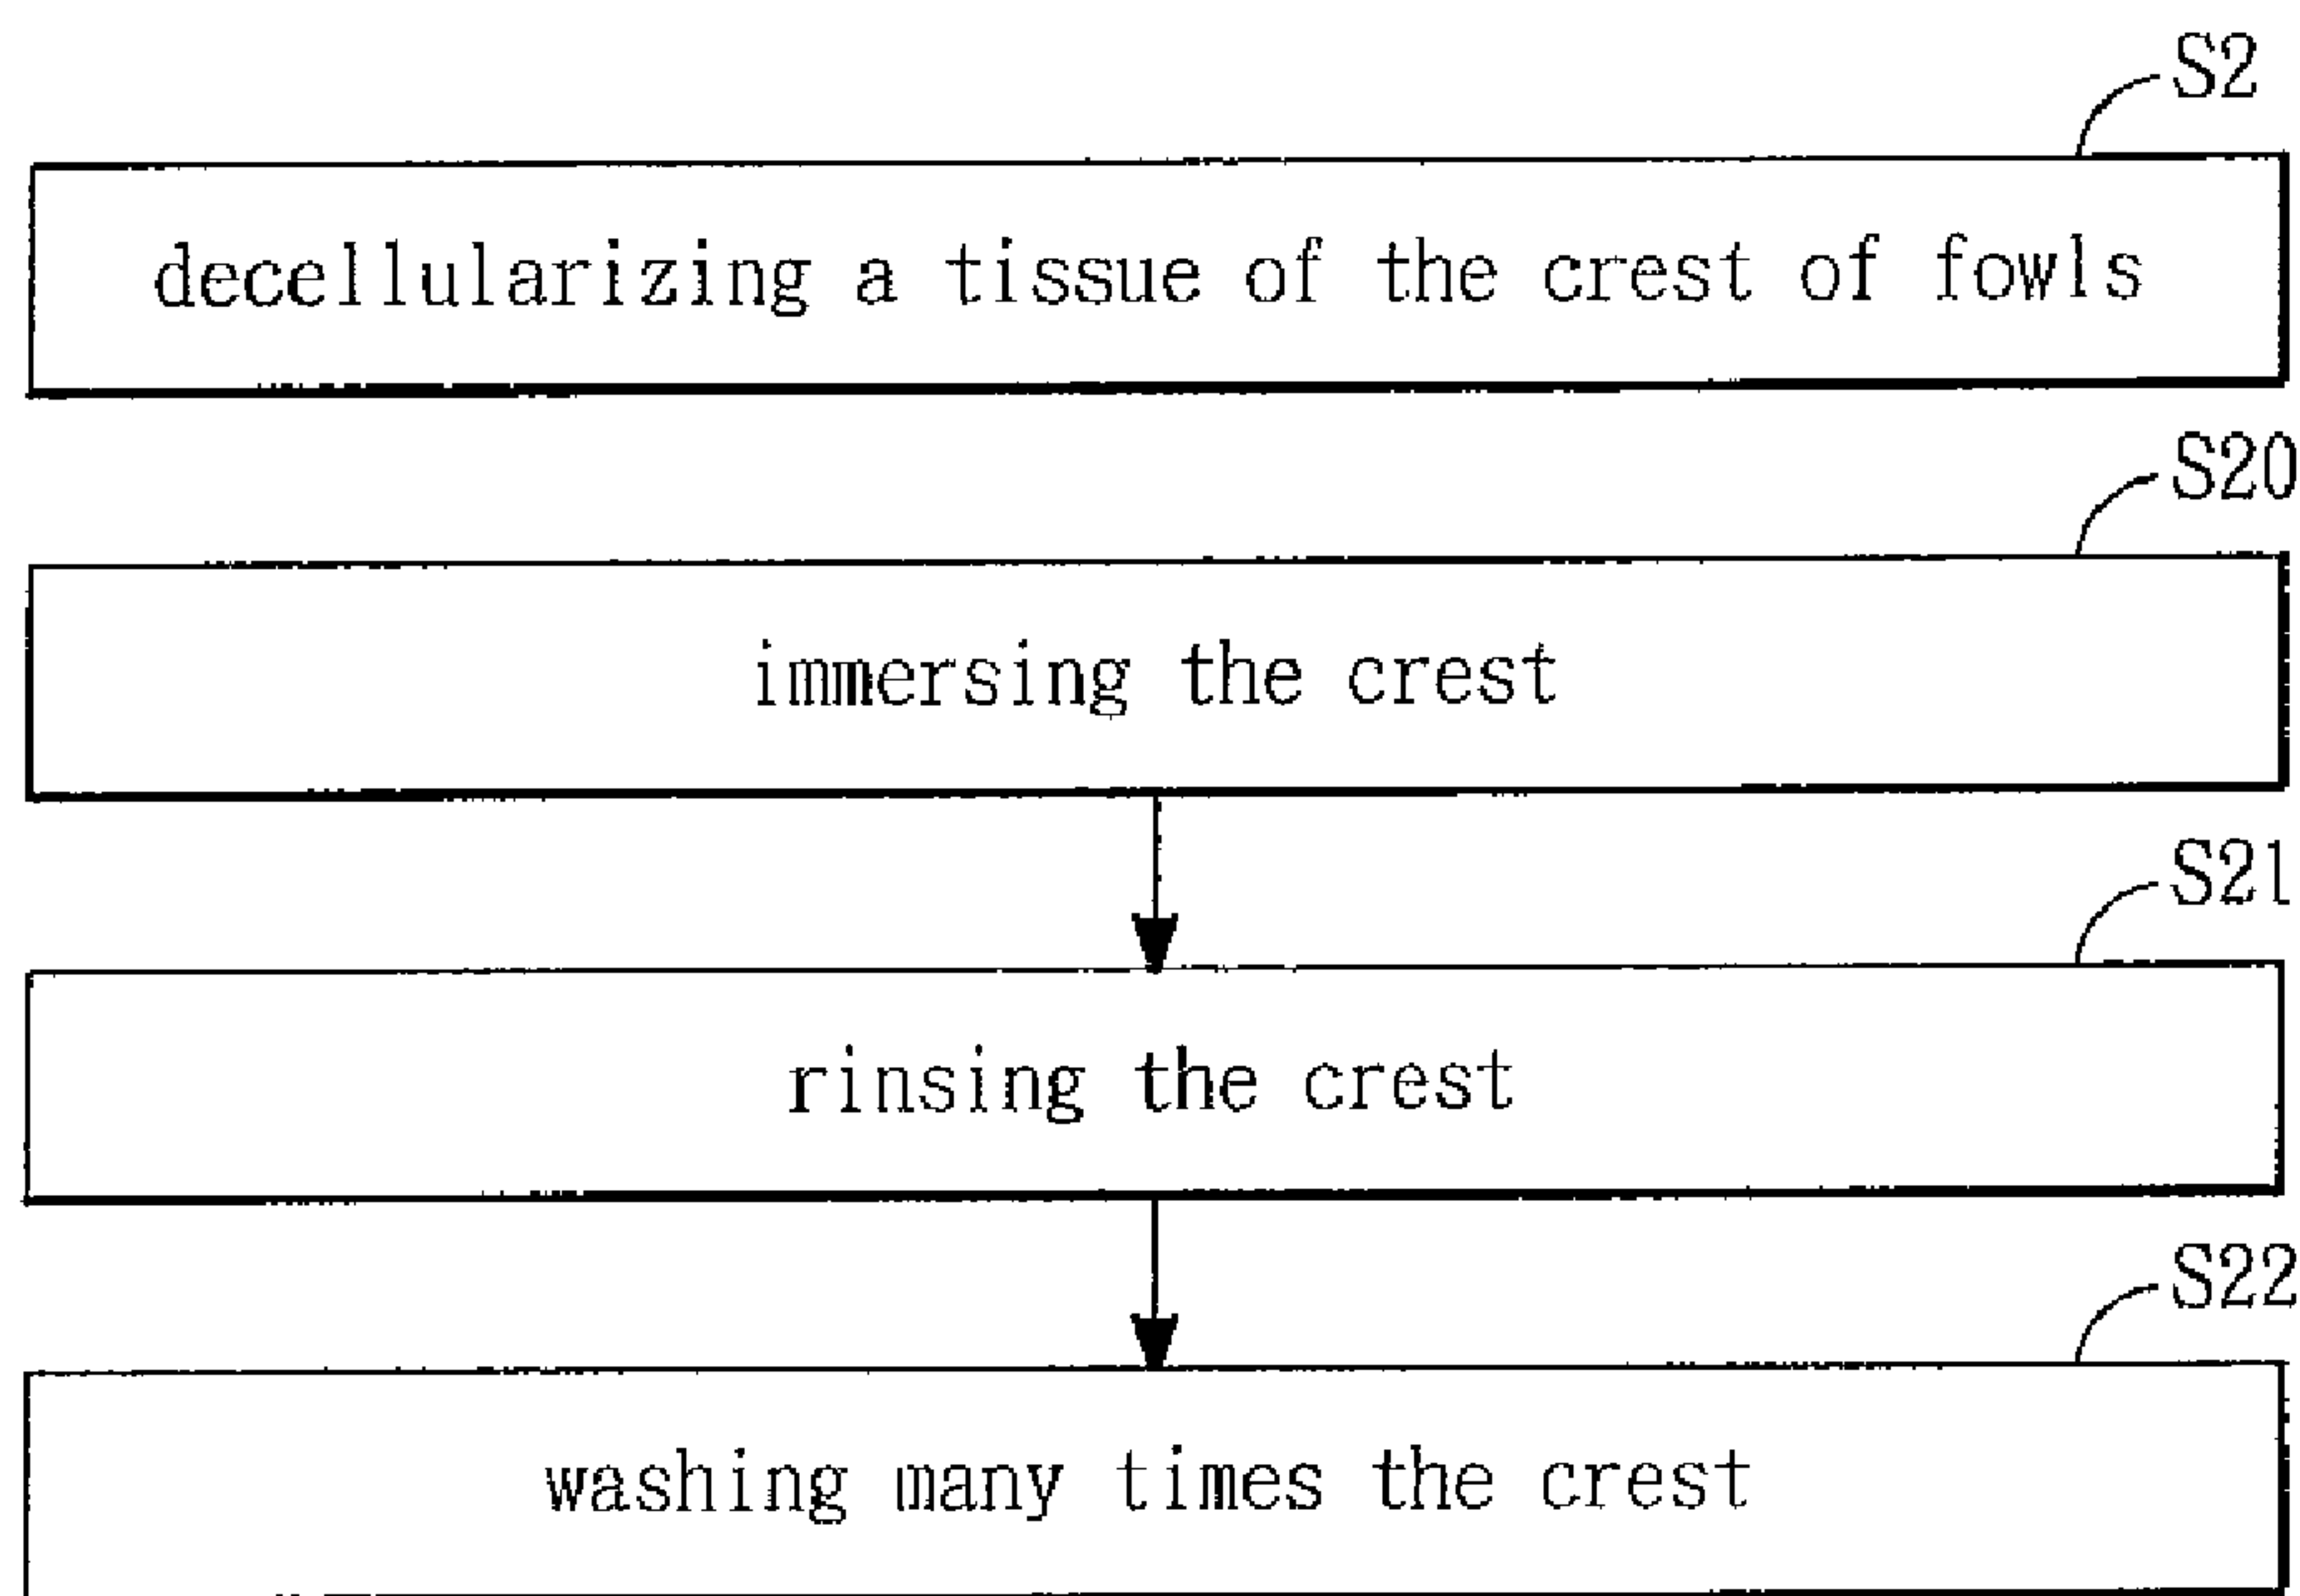 S2
decellularizing a tissue of the crest of fowls
S20
immersing the crest
S21
rinsing the crest
S22
washing many times the crest